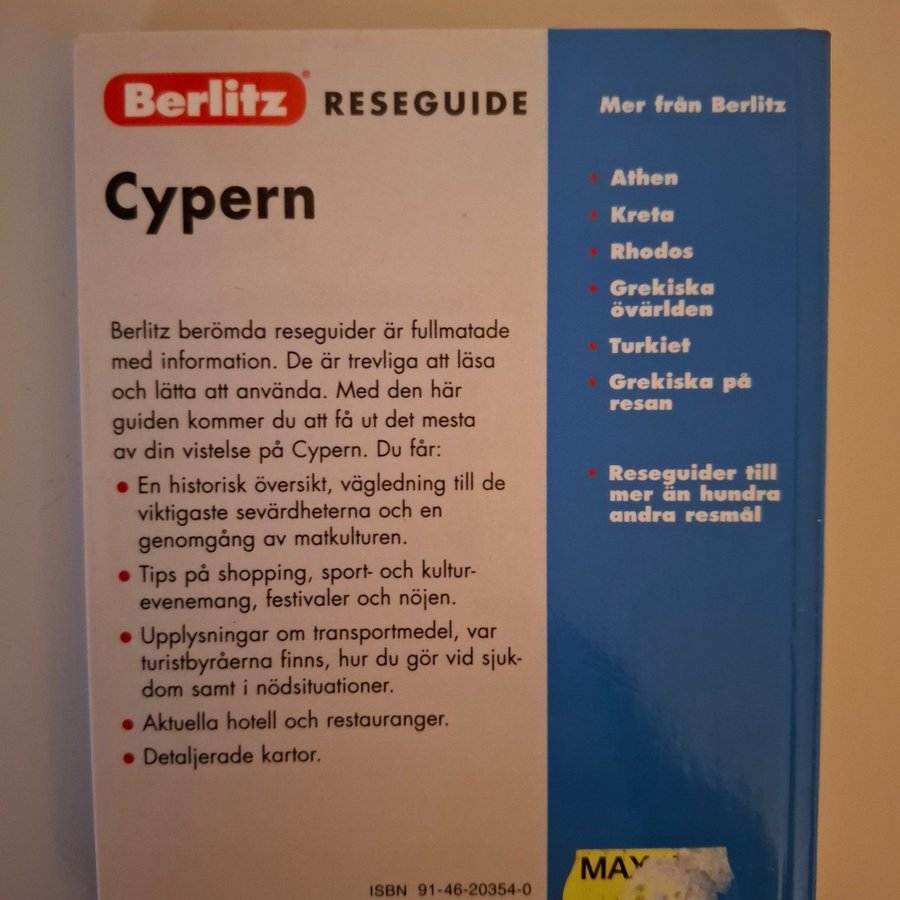 Berlitz® RESEGUIDE
Cypern
Berlitz berömda reseguider är fullmatade
med information. De är trevliga att läsa
och lätta att använda. Med den här
guiden kommer du att få ut det mesta
av din vistelse på Cypern. Du får:
• En historisk översikt, vägledning till de
viktigaste sevärdheterna och en
genomgång av matkulturen.
• Tips på shopping, sport- och kultur-
evenemang, festivaler och nöjen.
• Upplysningar om transportmedel, var
turistbyråerna finns, hur du gör vid sjuk-
dom samt i nödsituationer.
• Aktuella hotell och restauranger.
• Detaljerade kartor.
ISBN 91-46-20354-0
Mer från Berlitz
• Athen
• Kreta
• Rhodos
• Grekiska
övärlden
• Turkiet
• Grekiska på
resan
• Reseguider till
mer än hundra
andra resmål